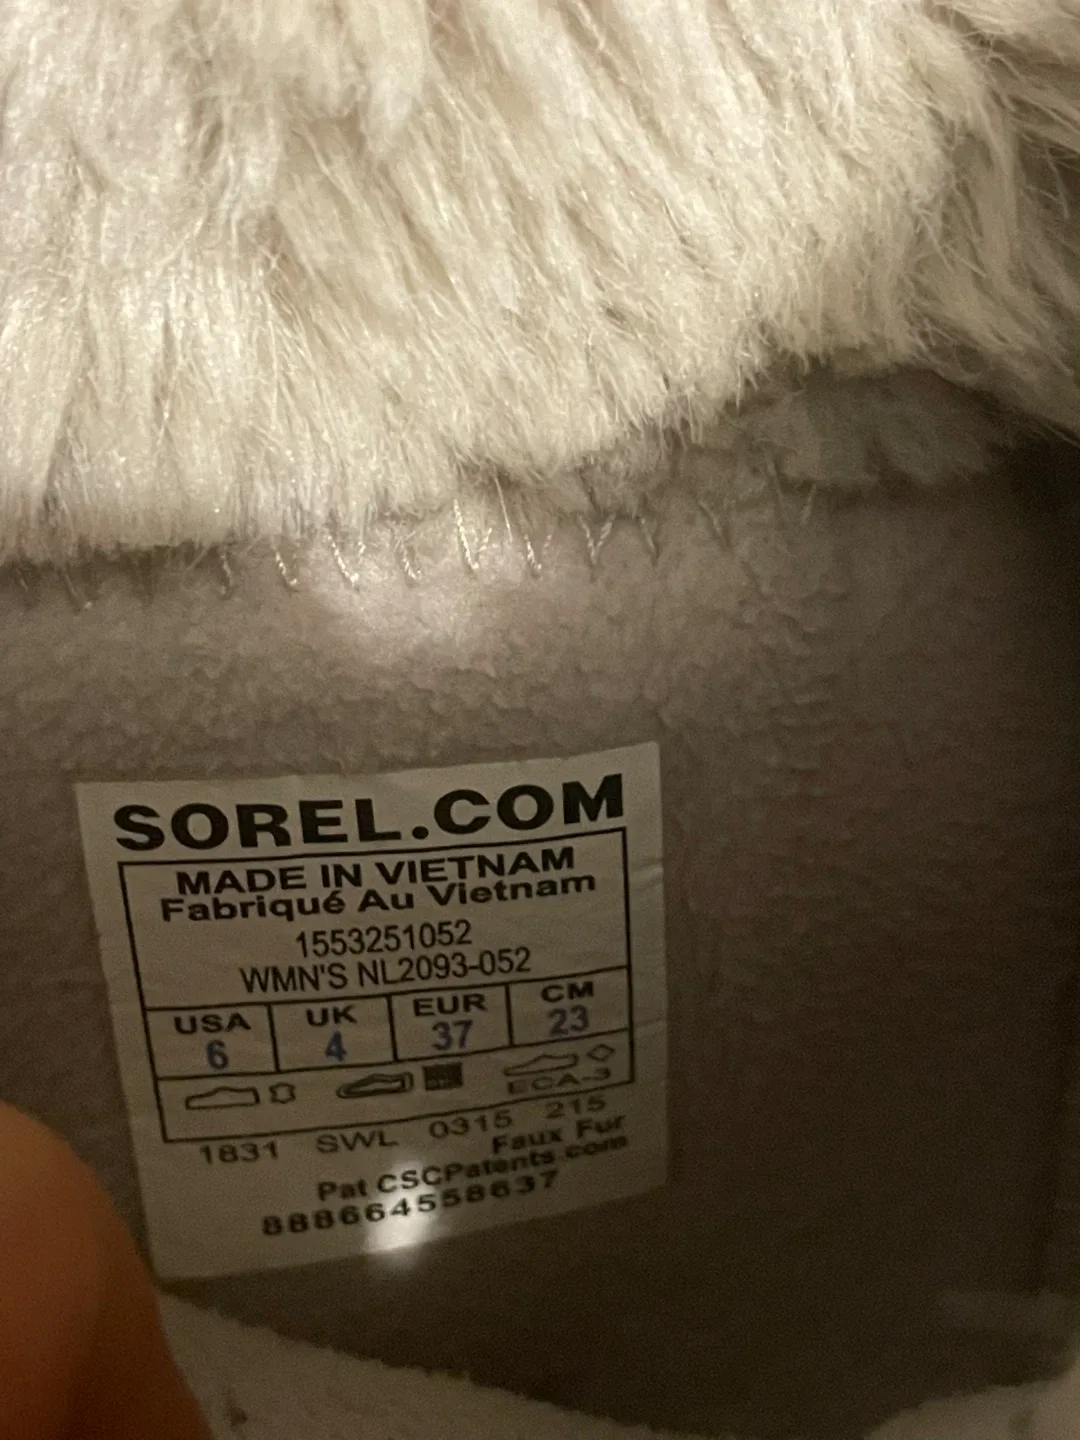 SOREL.COM
MADE IN VIETNAM
Fabriqué Au Vietnam
1553251052
WMN'S NL2093-052
USA UK EUR CM
6 4 37 23
ECA-3
1831 SWL 0315 215
Faux Fur
Pat CSCPatents.com
888664558637